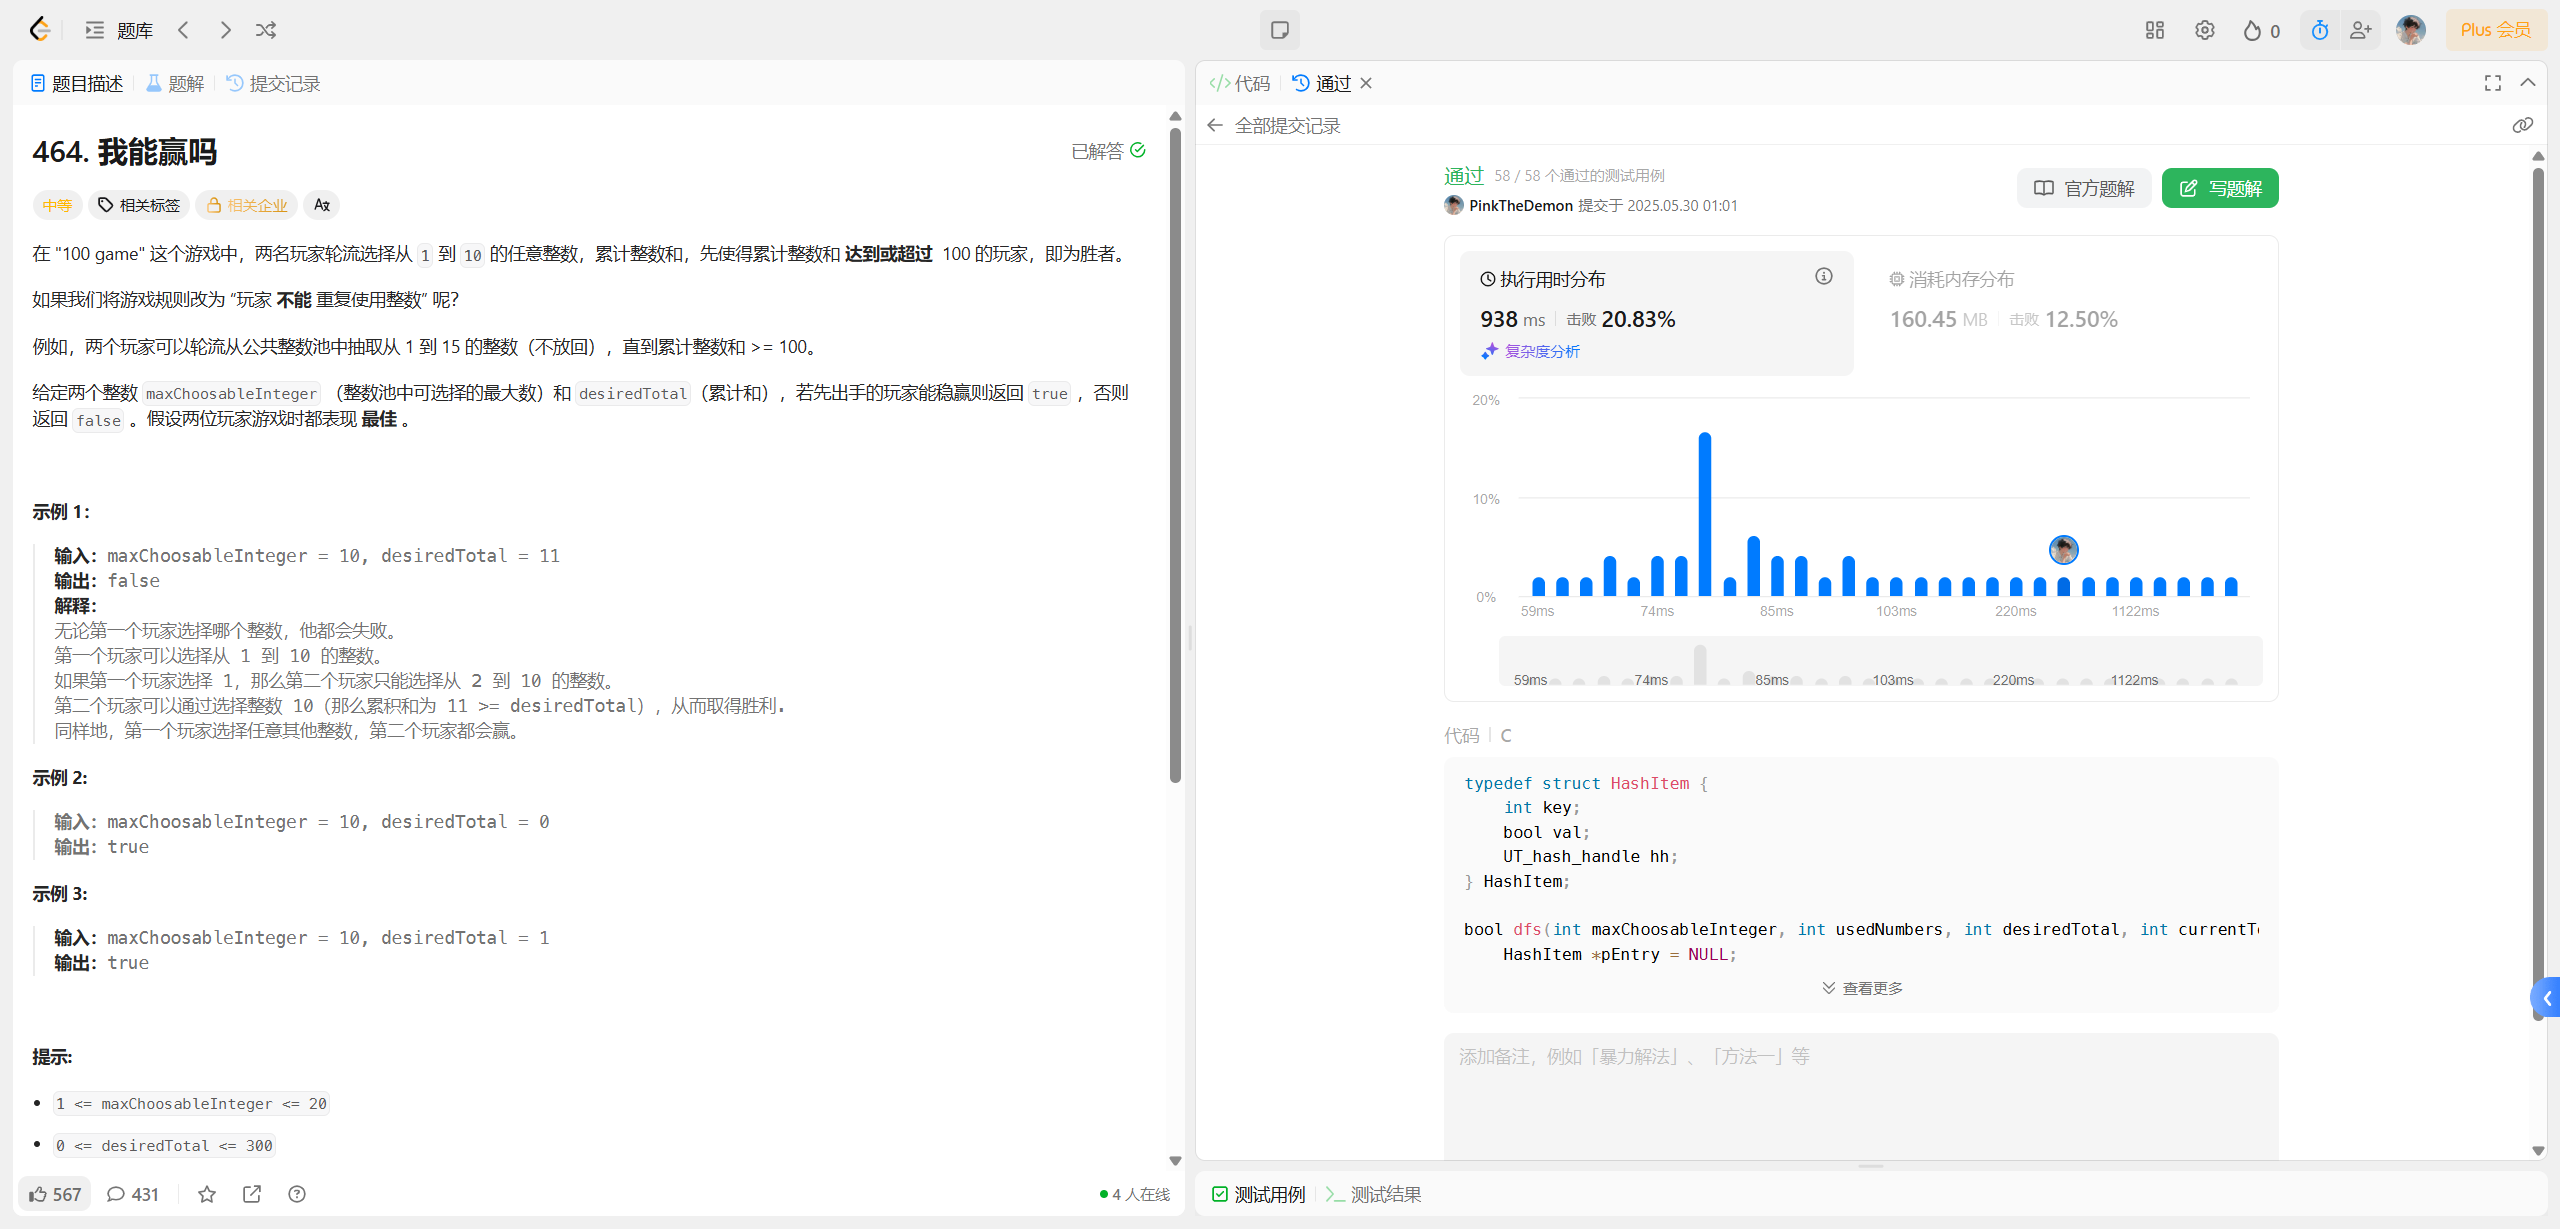 题库
0
Plus 会员
题目描述 题解 提交记录
464. 我能赢吗
已解答
中等 相关标签 相关企业
在 "100 game" 这个游戏中，两名玩家轮流选择从 1 到 10 的任意整数，累计整数和，先使得累计整数和 达到或超过 100 的玩家，即为胜者。
如果我们将游戏规则改为 “玩家 不能 重复使用整数” 呢？
例如，两个玩家可以轮流从公共整数池中抽取从 1 到 15 的整数（不放回），直到累计整数和 >= 100。
给定两个整数 maxChoosableInteger （整数池中可选择的最大数）和 desiredTotal（累计和），若先出手的玩家能稳赢则返回 true ，否则
返回 false 。假设两位玩家游戏时都表现 最佳 。
示例 1：
输入：maxChoosableInteger = 10, desiredTotal = 11
输出：false
解释：
无论第一个玩家选择哪个整数，他都会失败。
第一个玩家可以选择从 1 到 10 的整数。
如果第一个玩家选择 1，那么第二个玩家只能选择从 2 到 10 的整数。
第二个玩家可以通过选择整数 10（那么累积和为 11 >= desiredTotal），从而取得胜利.
同样地，第一个玩家选择任意其他整数，第二个玩家都会赢。
示例 2:
输入：maxChoosableInteger = 10, desiredTotal = 0
输出：true
示例 3:
输入：maxChoosableInteger = 10, desiredTotal = 1
输出：true
提示:
1 <= maxChoosableInteger <= 20
0 <= desiredTotal <= 300
567 431
4 人在线
代码 通过
全部提交记录
通过 58 / 58 个通过的测试用例
PinkTheDemon 提交于 2025.05.30 01:01
官方题解 写题解
执行用时分布
938 ms 击败 20.83%
复杂度分析
消耗内存分布
160.45 MB 击败 12.50%
20%
10%
0%
59ms 74ms 85ms 103ms 220ms 1122ms
59ms 74ms 85ms 103ms 220ms 1122ms
代码 C
typedef struct HashItem {
int key;
bool val;
UT_hash_handle hh;
} HashItem;
bool dfs(int maxChoosableInteger, int usedNumbers, int desiredTotal, int currentT
HashItem *pEntry = NULL;
查看更多
添加备注，例如「暴力解法」、「方法一」等
测试用例 测试结果